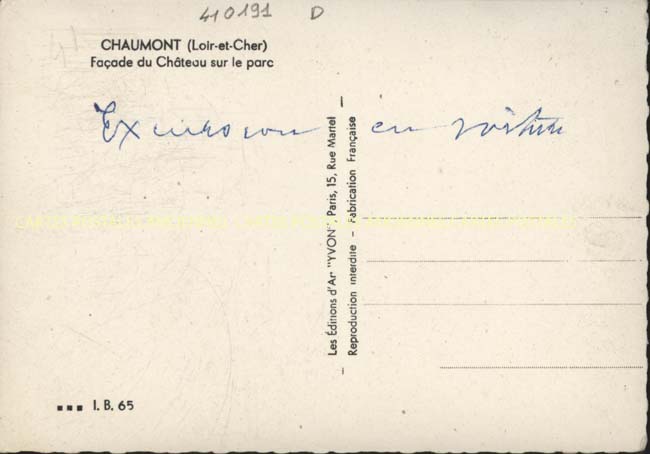 410191 D
CHAUMONT (Loir-et-Cher)
Façade du Château sur le parc
Excursion en voiture
Les Éditions d'Art "YVON" Paris, 15, Rue Martel
Reproduction interdite – Fabrication Française
I. B. 65